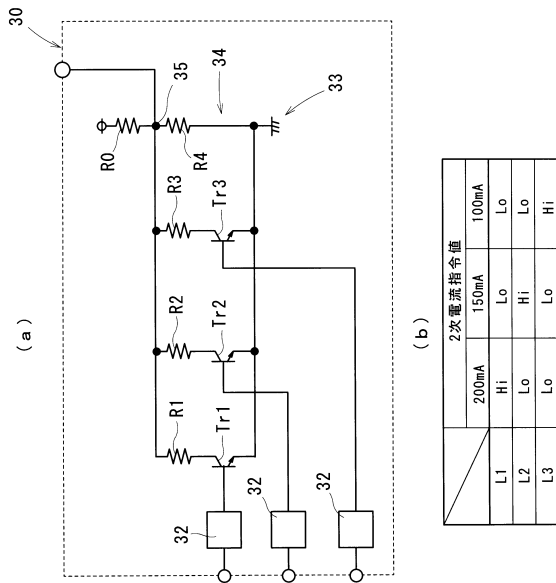 (a)
30
R0
35
R4
34
33
R3
Tr3
R2
Tr2
R1
Tr1
32
32
32
(b)
2次電流指令値
200mA 150mA 100mA
L1 Hi Lo Lo
L2 Lo Hi Lo
L3 Lo Lo Hi